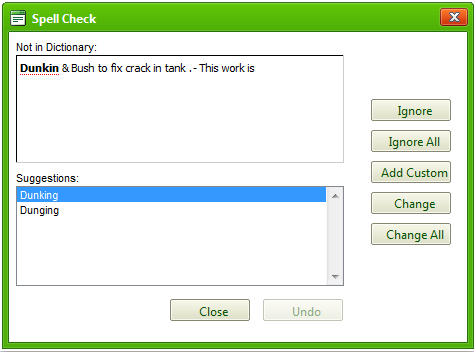 Spell Check
Not in Dictionary:
Dunkin & Bush to fix crack in tank .- This work is
Ignore
Ignore All
Add Custom
Change
Change All
Suggestions:
Dunking
Dunging
Close
Undo